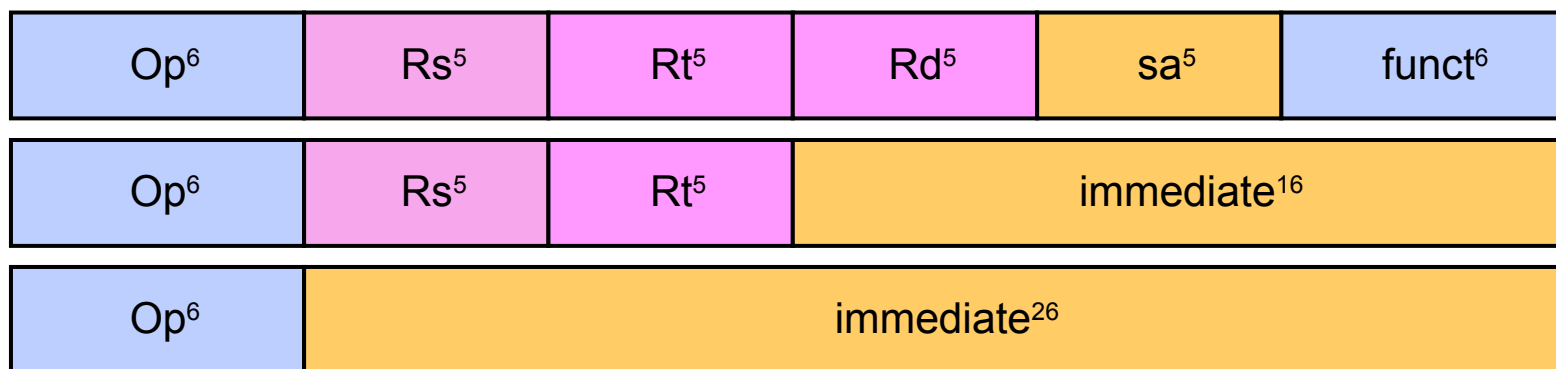 Op⁶ Rs⁵ Rt⁵ Rd⁵ sa⁵ funct⁶
Op⁶ Rs⁵ Rt⁵ immediate¹⁶
Op⁶ immediate²⁶